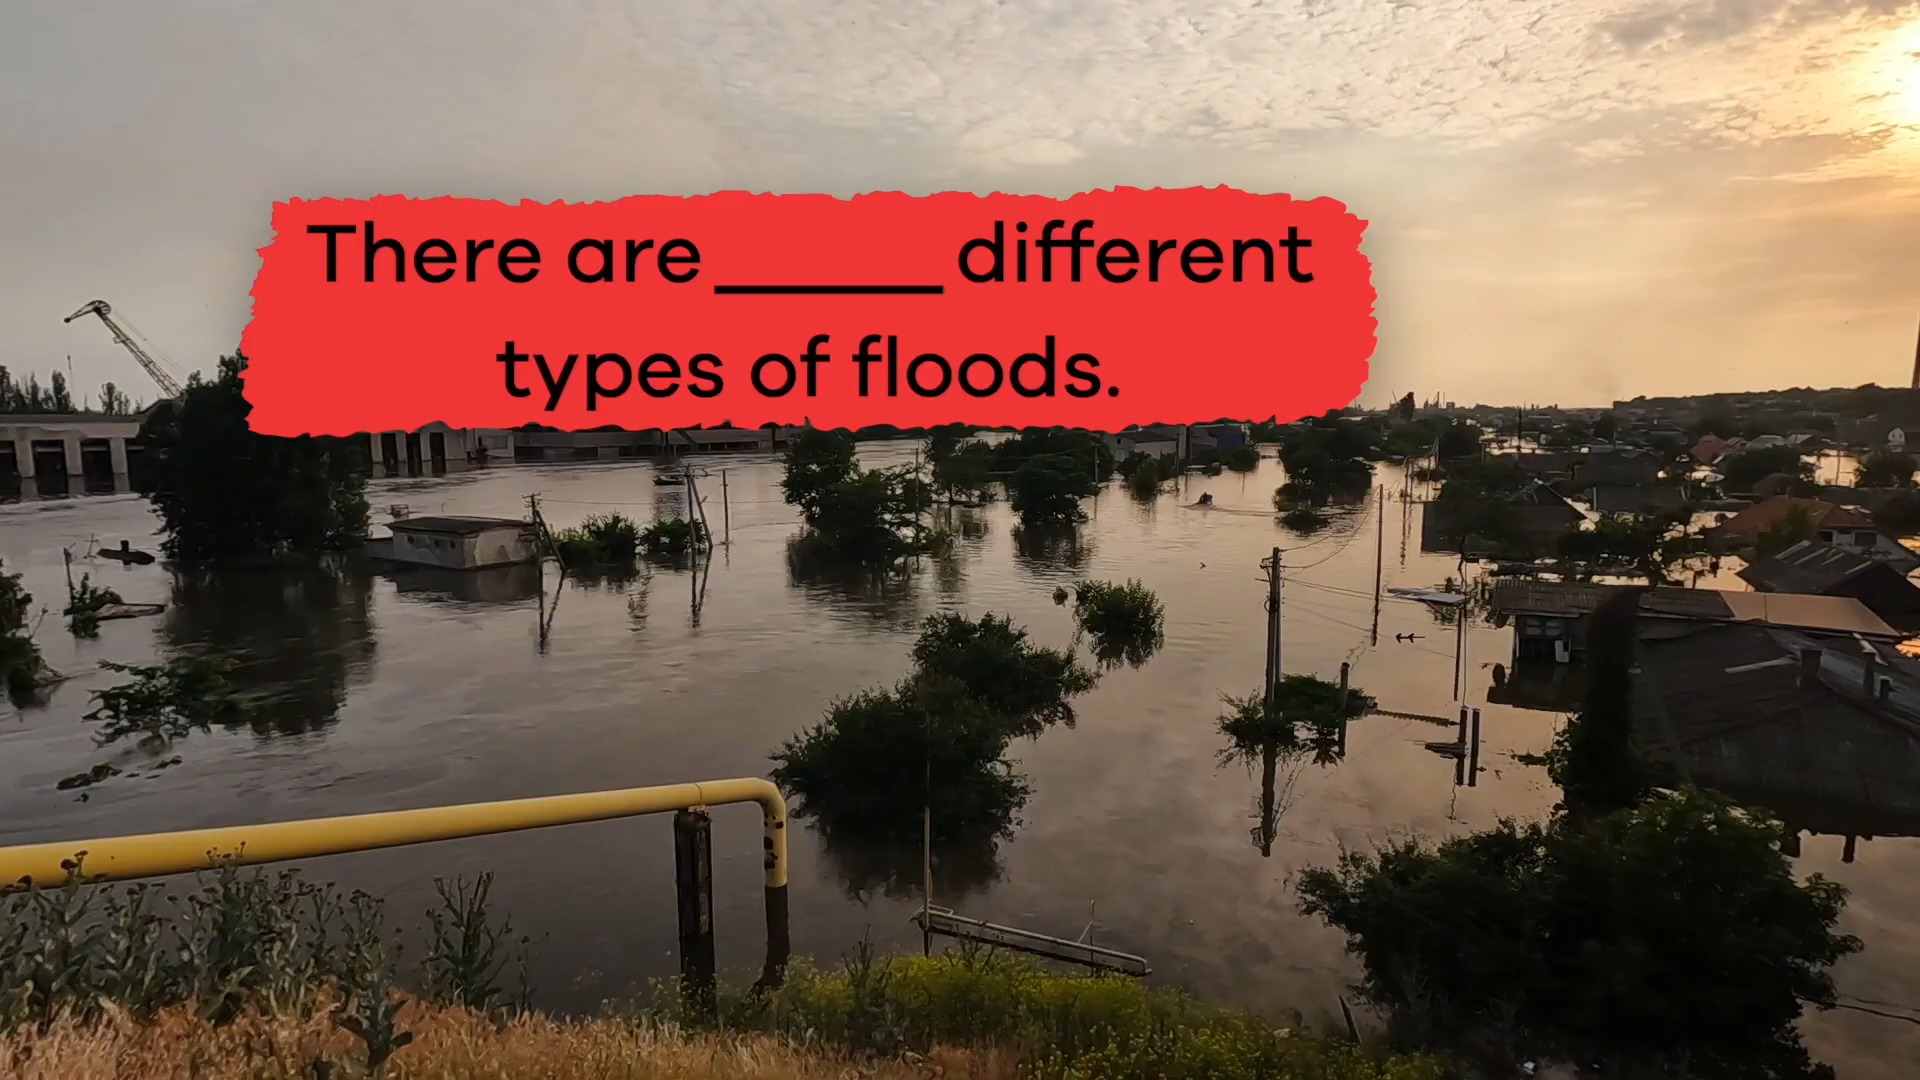 There are ______ different
types of floods.